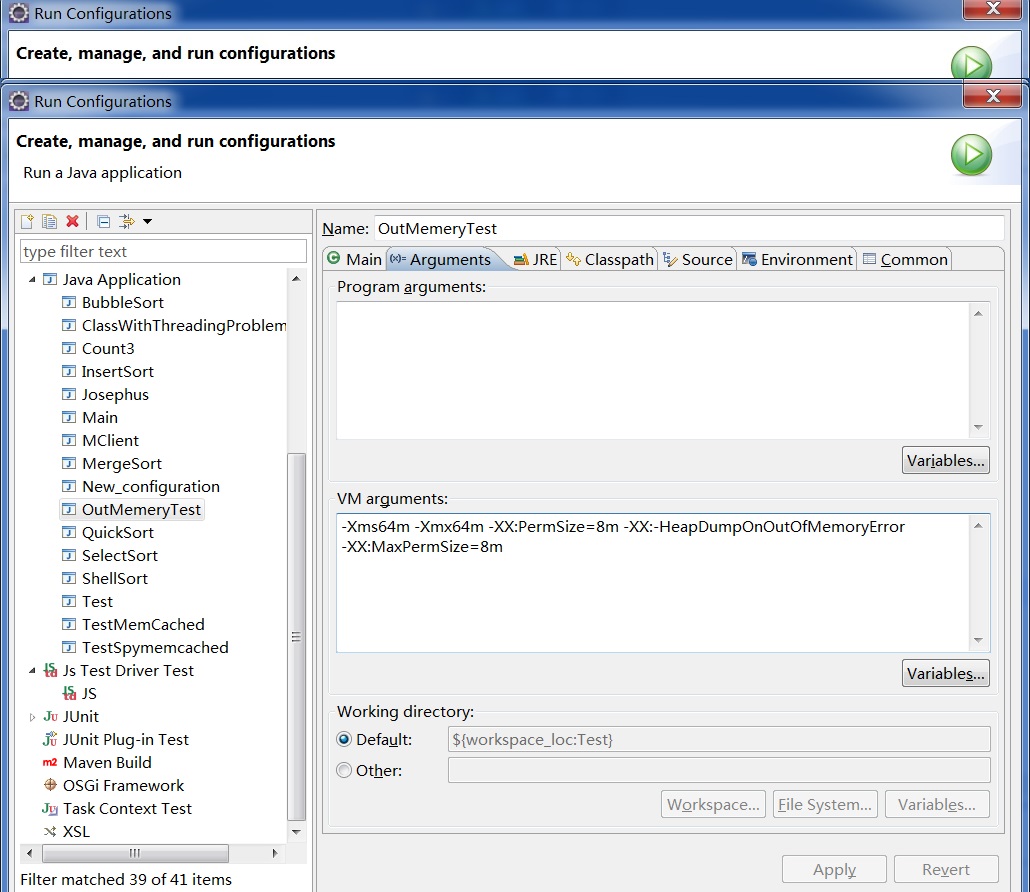 Run Configurations
Create, manage, and run configurations
Run Configurations
Create, manage, and run configurations
Run a Java application
type filter text
Java Application
BubbleSort
ClassWithThreadingProblem
Count3
InsertSort
Josephus
Main
MClient
MergeSort
New_configuration
OutMemeryTest
QuickSort
SelectSort
ShellSort
Test
TestMemCached
TestSpymemcached
Js Test Driver Test
JS
JUnit
JUnit Plug-in Test
Maven Build
OSGi Framework
Task Context Test
XSL
Filter matched 39 of 41 items
Name: OutMemeryTest
Main Arguments JRE Classpath Source Environment Common
Program arguments:
Variables...
VM arguments:
-Xms64m -Xmx64m -XX:PermSize=8m -XX:-HeapDumpOnOutOfMemoryError
-XX:MaxPermSize=8m
Variables...
Working directory:
Default: ${workspace_loc:Test}
Other:
Workspace... File System... Variables...
Apply Revert